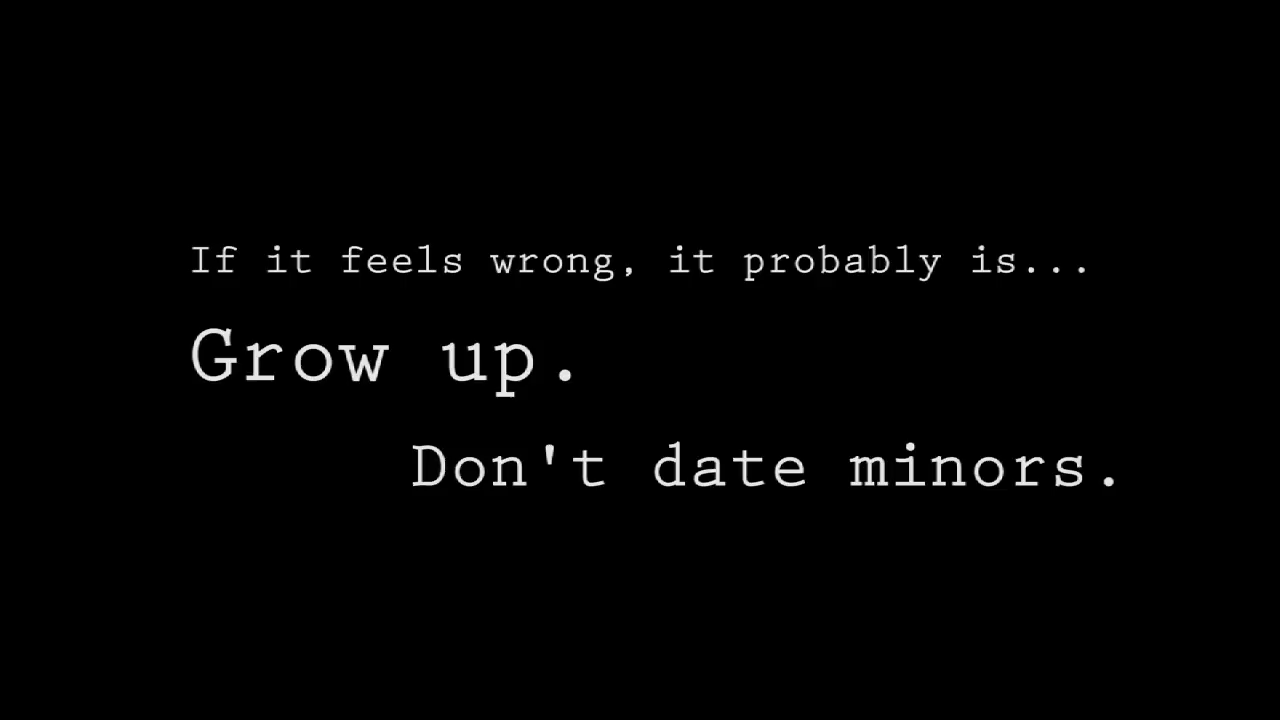 If it feels wrong, it probably is...
Grow up.
Don't date minors.